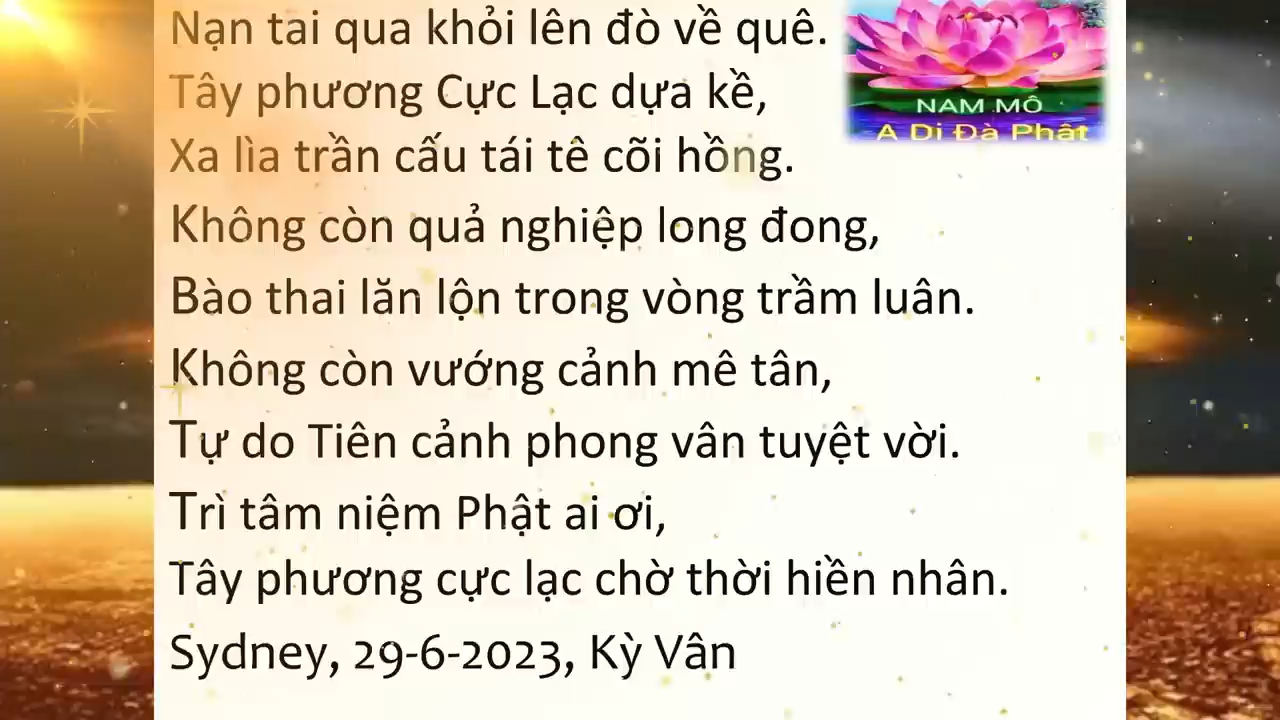 Nạn tai qua khỏi lên đò về quê.
Tây phương Cực Lạc dựa kề,
Xa lìa trần cấu tái tê cõi hồng.
Không còn quả nghiệp long đong,
Bào thai lăn lộn trong vòng trầm luân.
Không còn vướng cảnh mê tân,
Tự do Tiên cảnh phong vân tuyệt vời.
Trì tâm niệm Phật ai ơi,
Tây phương cực lạc chờ thời hiền nhân.
Sydney, 29-6-2023, Kỳ Vân
NAM MÔ
A Di Đà Phật